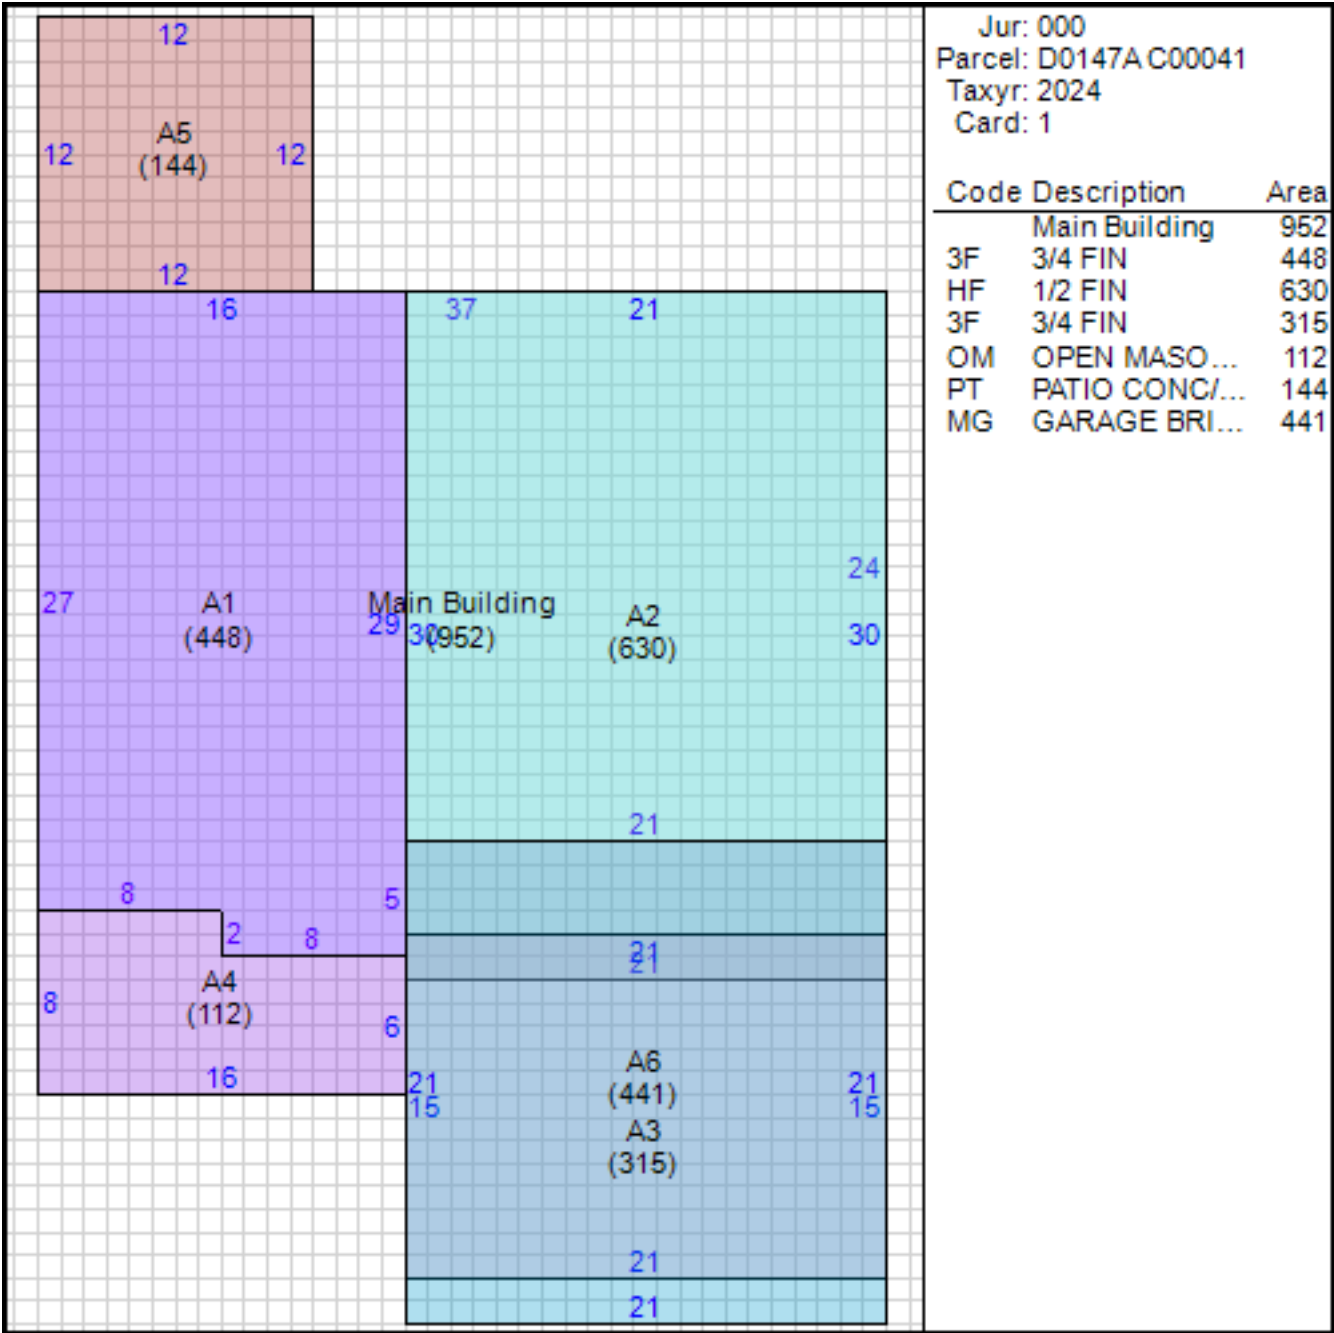 12
A5
12
(144)
12
12
16
37
21
27
A1
(448)
Main Building
(952)
29
30
A2
(630)
24
30
21
8
5
2
8
21
21
A4
(112)
8
6
16
A6
(441)
21
21
15
15
A3
(315)
21
21
Jur: 000
Parcel: D0147A C00041
Taxyr: 2024
Card: 1
Code Description Area
Main Building 952
3F 3/4 FIN 448
HF 1/2 FIN 630
3F 3/4 FIN 315
OM OPEN MASO... 112
PT PATIO CONC/... 144
MG GARAGE BRI... 441